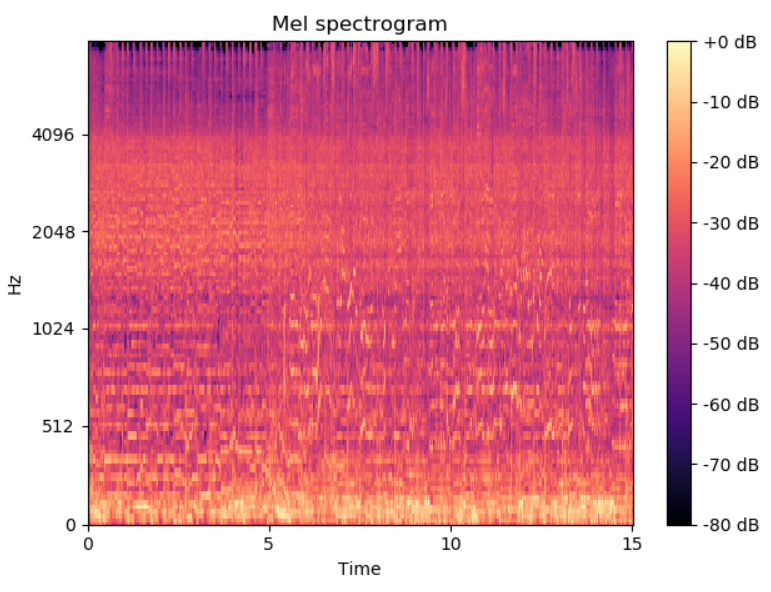 Mel spectrogram
+0 dB
-10 dB
4096
-20 dB
-30 dB
2048
Hz
-40 dB
1024
-50 dB
512
-60 dB
-70 dB
0
-80 dB
0 5 10 15
Time